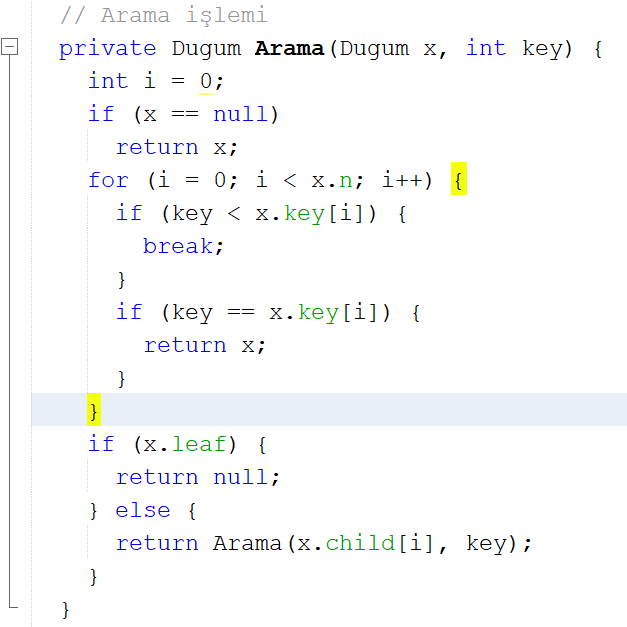 // Arama işlemi
private Dugum Arama(Dugum x, int key) {
int i = 0;
if (x == null)
return x;
for (i = 0; i < x.n; i++) {
if (key < x.key[i]) {
break;
}
if (key == x.key[i]) {
return x;
}
}
if (x.leaf) {
return null;
} else {
return Arama(x.child[i], key);
}
}